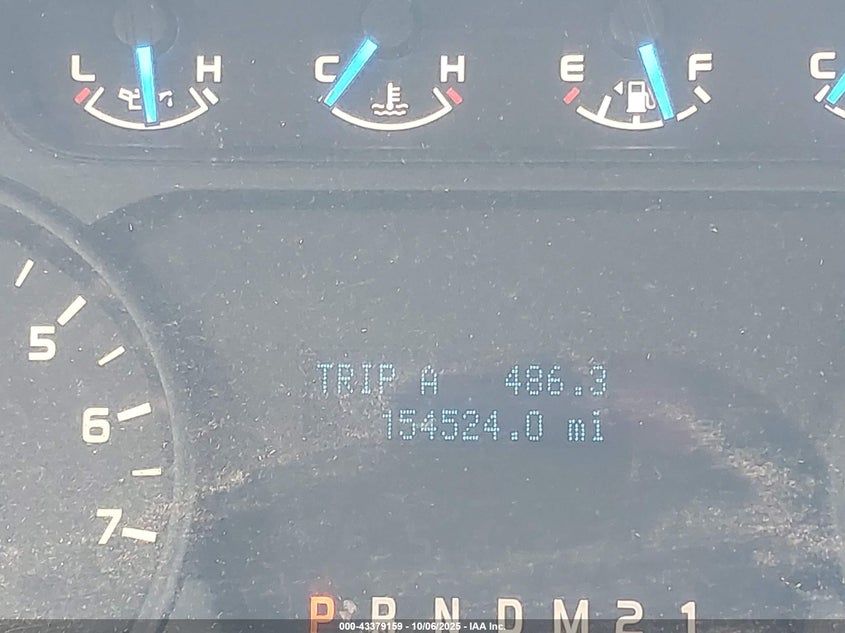 L H C H E F C
5
TRIP A 486.3
6
154524.0 mi
7
P R N D M 2 1
000-43379159 - 10/06/2025 - IAA Inc.